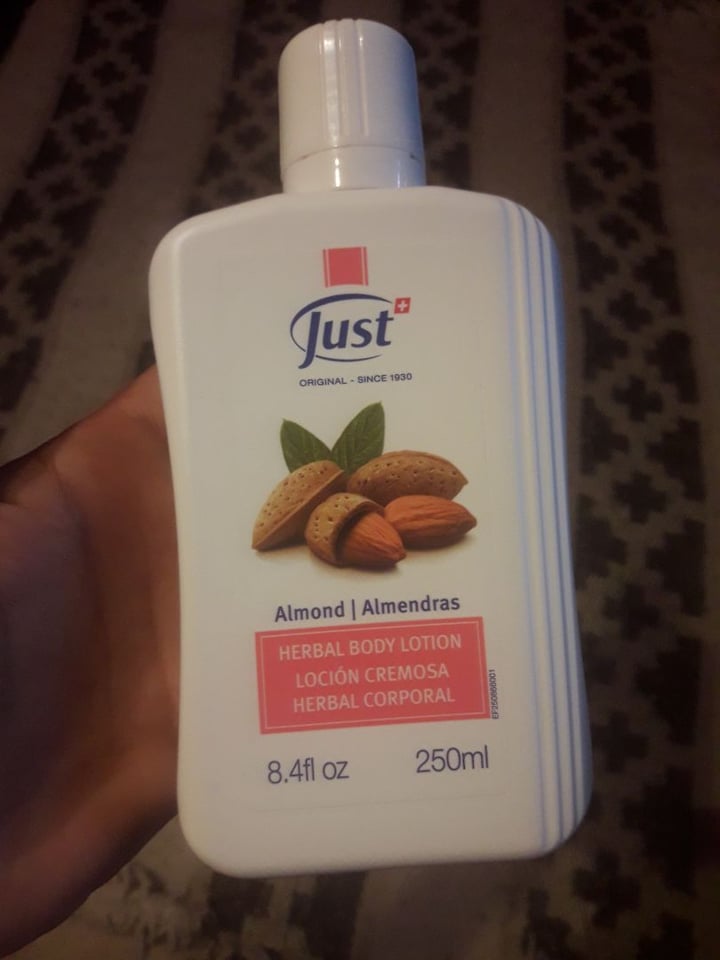 Just
ORIGINAL - SINCE 1930
Almond | Almendras
HERBAL BODY LOTION
LOCIÓN CREMOSA
HERBAL CORPORAL
8.4fl oz 250ml